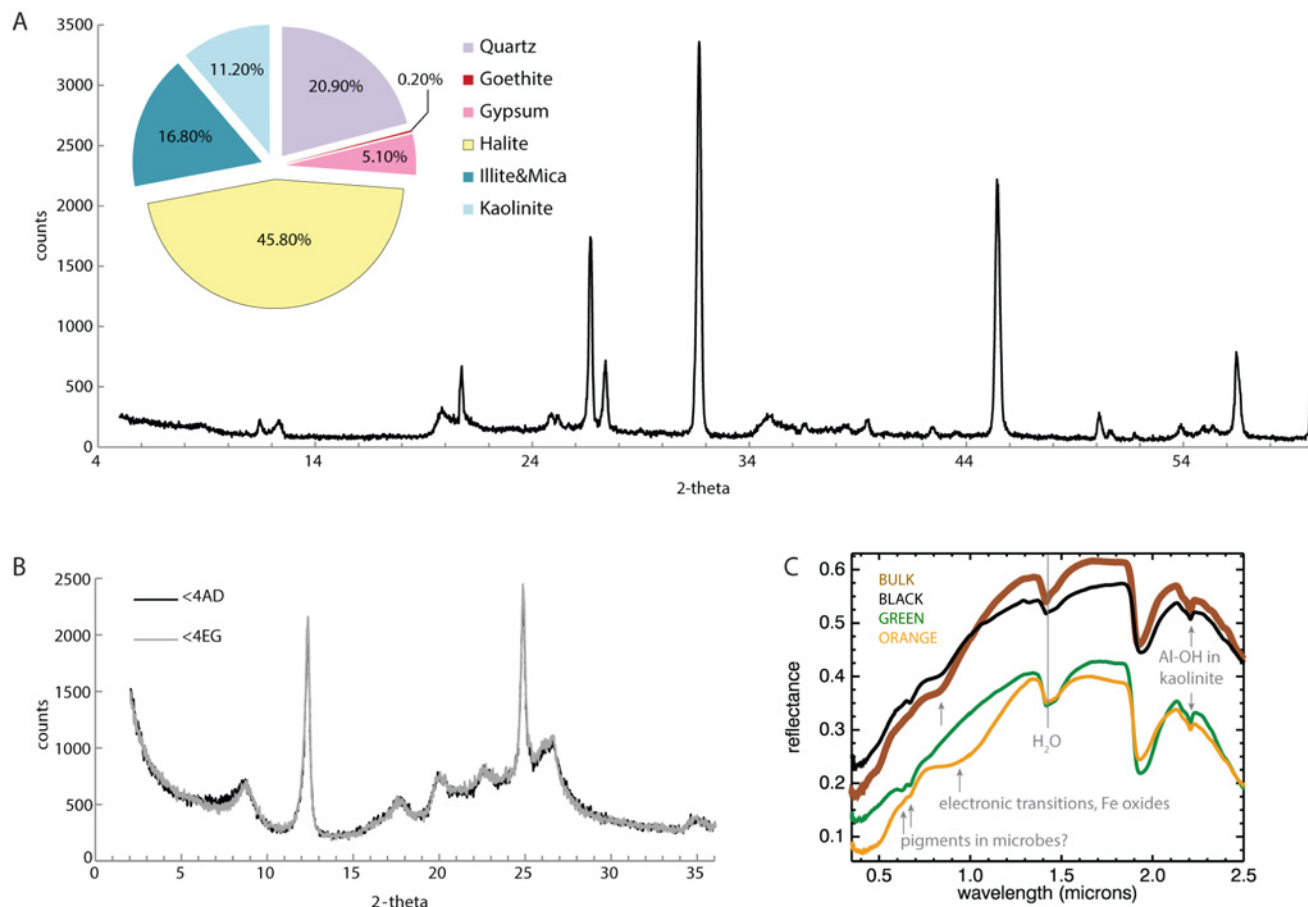 A
3500
3000
2500
2000
1500
1000
500
0
counts
4
14
24
34
44
54
2-theta
11.20%
20.90%
0.20%
16.80%
5.10%
45.80%
Quartz
Goethite
Gypsum
Halite
Illite&Mica
Kaolinite
B
2500
2000
1500
1000
500
0
counts
<4AD
<4EG
0
5
10
15
20
25
30
35
2-theta
C
0.6
0.5
0.4
0.3
0.2
0.1
reflectance
BULK
BLACK
GREEN
ORANGE
Al-OH in
kaolinite
H2O
electronic transitions, Fe oxides
pigments in microbes?
0.5
1.0
1.5
2.0
2.5
wavelength (microns)